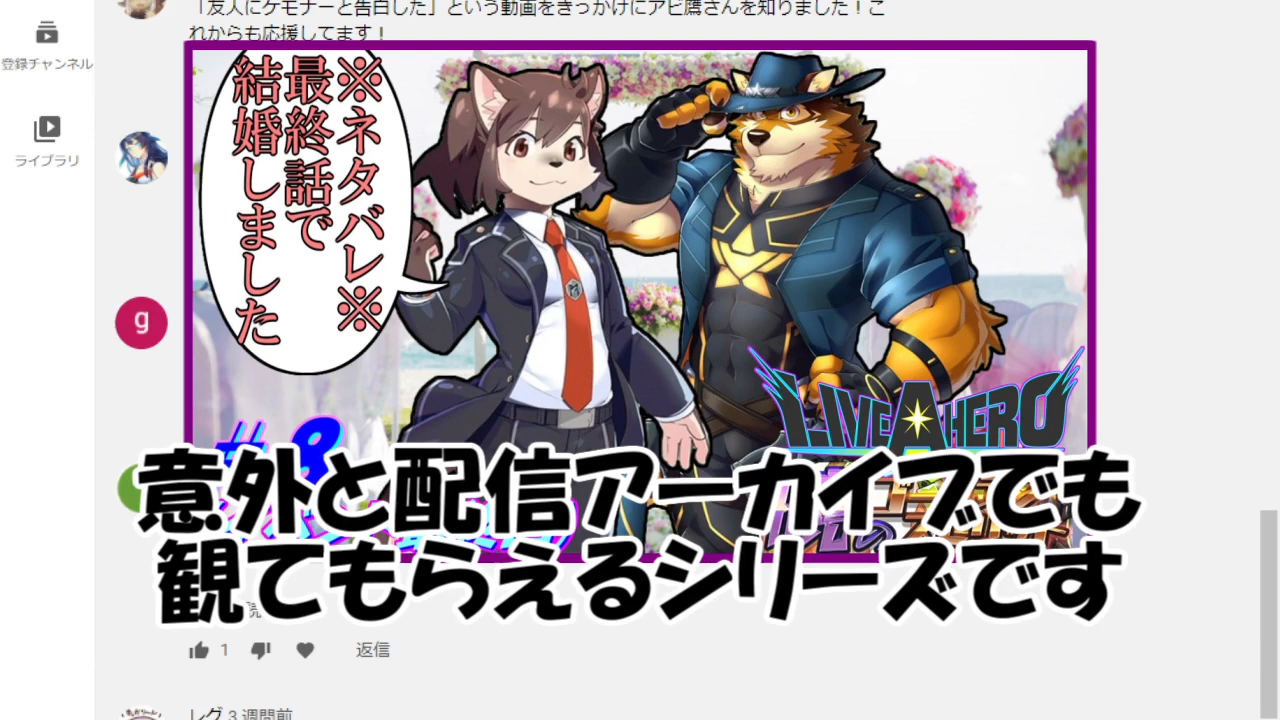 「友人にケモナーと告白した」という動画をきっかけにアビ鷹さんを知りました！こ
れからも応援してます！
登録チャンネル
ライブラリ
※ネタバレ※
最終話で
結婚しました
g
LIVE A HERO
#8
意外と配信アーカイブでも
観てもらえるシリーズです
1
返信
レグ 3 週間前